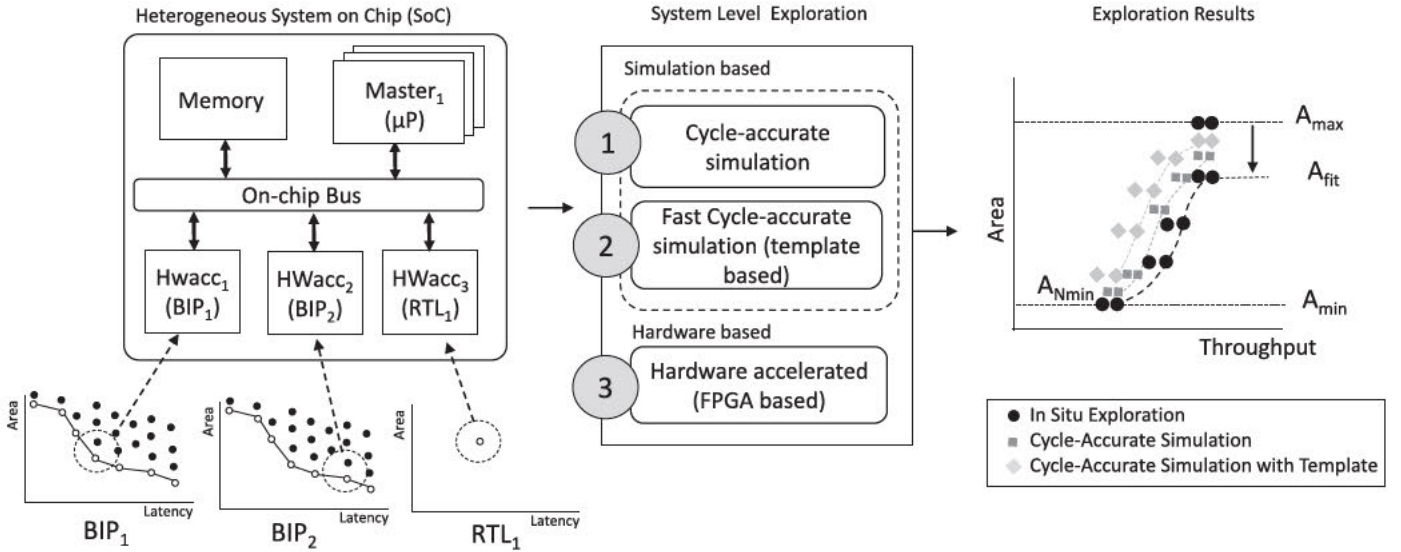 Heterogeneous System on Chip (SoC)
Memory
Master1
(μP)
On-chip Bus
Hwacc1
(BIP1)
HWacc2
(BIP2)
HWacc3
(RTL1)
Area
Latency
BIP1
Area
Latency
BIP2
Area
Latency
RTL1
System Level Exploration
Simulation based
1
Cycle-accurate
simulation
2
Fast Cycle-accurate
simulation (template
based)
Hardware based
3
Hardware accelerated
(FPGA based)
Exploration Results
Area
Amax
Afit
ANmin
Amin
Throughput
In Situ Exploration
Cycle-Accurate Simulation
Cycle-Accurate Simulation with Template